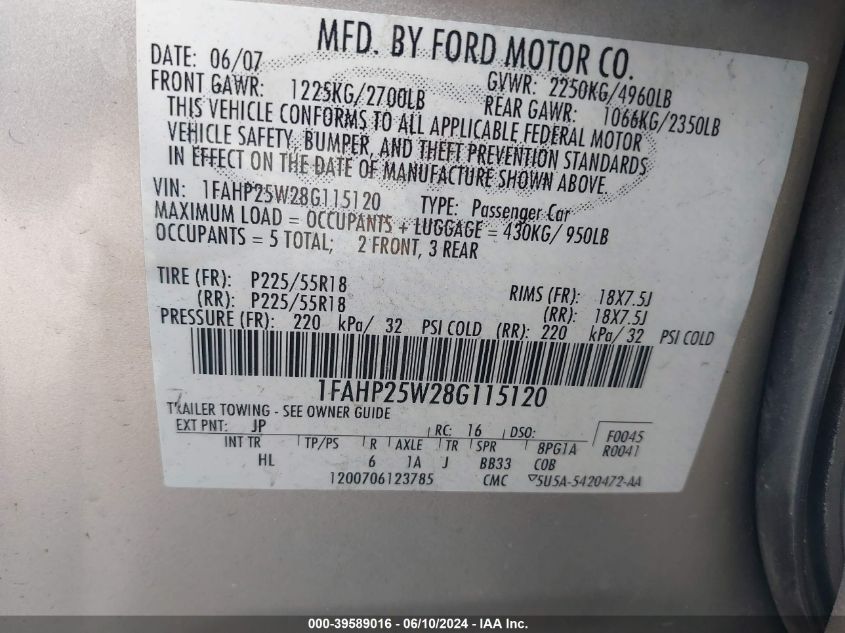 MFD. BY FORD MOTOR CO.
DATE: 06/07 GVWR: 2250KG/4960LB
FRONT GAWR: 1225KG/2700LB REAR GAWR: 1066KG/2350LB
THIS VEHICLE CONFORMS TO ALL APPLICABLE FEDERAL MOTOR
VEHICLE SAFETY, BUMPER, AND THEFT PREVENTION STANDARDS
IN EFFECT ON THE DATE OF MANUFACTURE SHOWN ABOVE.
VIN: 1FAHP25W28G115120 TYPE: Passenger Car
MAXIMUM LOAD = OCCUPANTS + LUGGAGE = 430KG/ 950LB
OCCUPANTS = 5 TOTAL; 2 FRONT, 3 REAR
TIRE (FR): P225/55R18 RIMS (FR): 18X7.5J
(RR): P225/55R18 (RR): 18X7.5J
PRESSURE (FR): 220 kPa/ 32 PSI COLD (RR): 220 kPa/ 32 PSI COLD
1FAHP25W28G115120
TRAILER TOWING - SEE OWNER GUIDE
EXT PNT: JP RC: 16 DSO: F0045
INT TR TP/PS R AXLE TR SPR 8PG1A R0041
HL 6 1A J BB33 COB
1200706123785 CMC 5U5A-5420472-AA
000-39589016 - 06/10/2024 - IAA Inc.